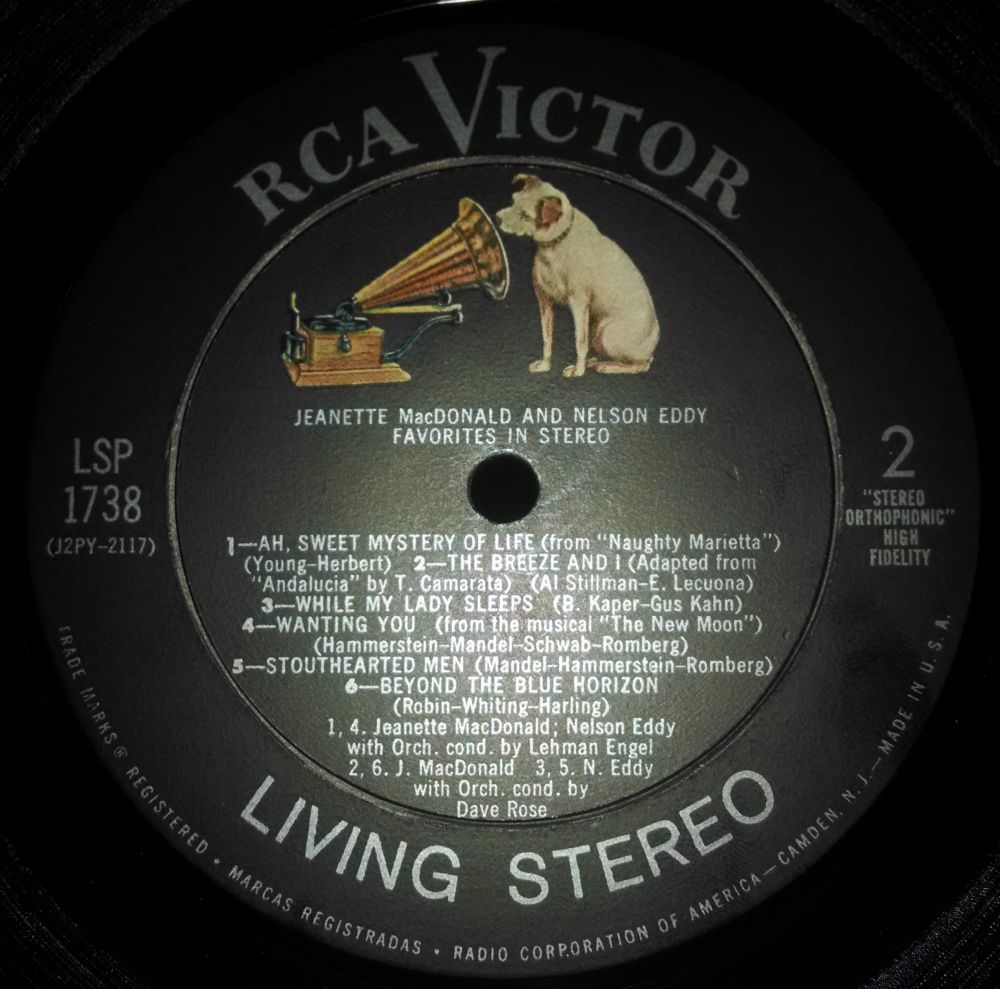 RCA VICTOR
JEANETTE MacDONALD AND NELSON EDDY
FAVORITES IN STEREO
LSP
1738
(J2PY-2117)
2
"STEREO
ORTHOPHONIC"
HIGH
FIDELITY
1—AH, SWEET MYSTERY OF LIFE (from "Naughty Marietta")
(Young-Herbert) 2—THE BREEZE AND I (Adapted from
"Andalucia" by T. Camarata) (Al Stillman-E. Lecuona)
3—WHILE MY LADY SLEEPS (B. Kaper-Gus Kahn)
4—WANTING YOU (from the musical "The New Moon")
(Hammerstein-Mandel-Schwab-Romberg)
5—STOUTHEARTED MEN (Mandel-Hammerstein-Romberg)
6—BEYOND THE BLUE HORIZON
(Robin-Whiting-Harling)
1, 4. Jeanette MacDonald; Nelson Eddy
with Orch. cond. by Lehman Engel
2, 6. J. MacDonald 3, 5. N. Eddy
with Orch. cond. by
Dave Rose
LIVING STEREO
TRADE MARKS ® REGISTERED • MARCAS REGISTRADAS • RADIO CORPORATION OF AMERICA — CAMDEN, N. J. — MADE IN U. S. A.